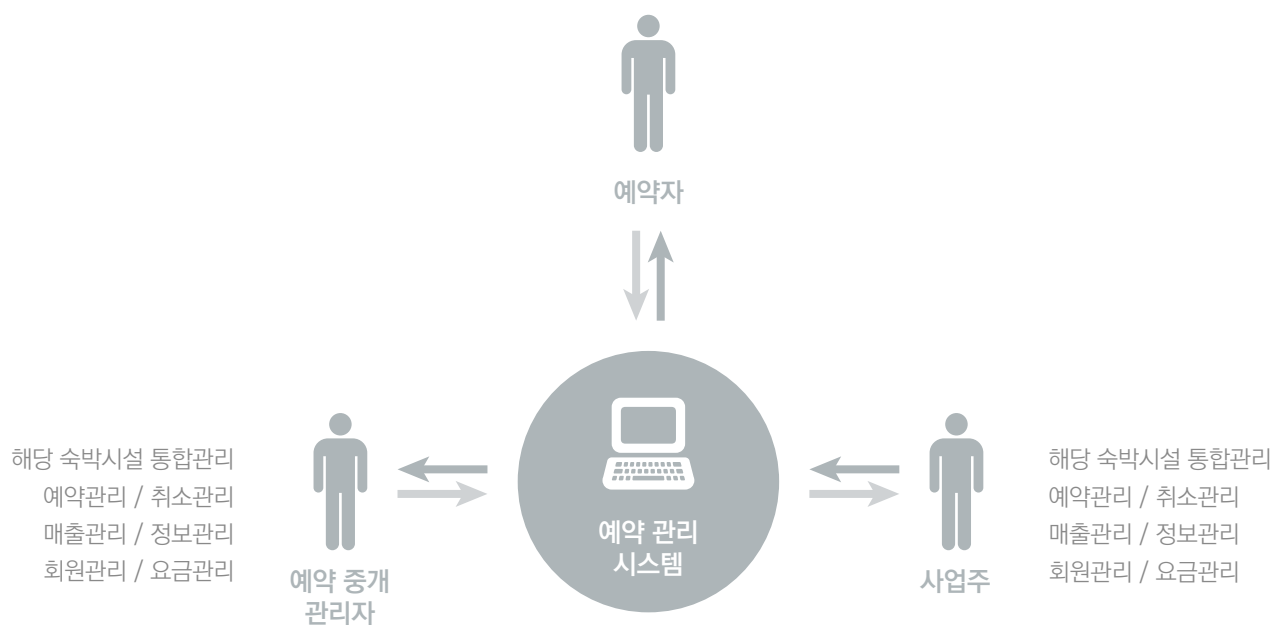 예약자
예약 관리
시스템
해당 숙박시설 통합관리
예약관리 / 취소관리
매출관리 / 정보관리
회원관리 / 요금관리
예약 중개
관리자
사업주
해당 숙박시설 통합관리
예약관리 / 취소관리
매출관리 / 정보관리
회원관리 / 요금관리